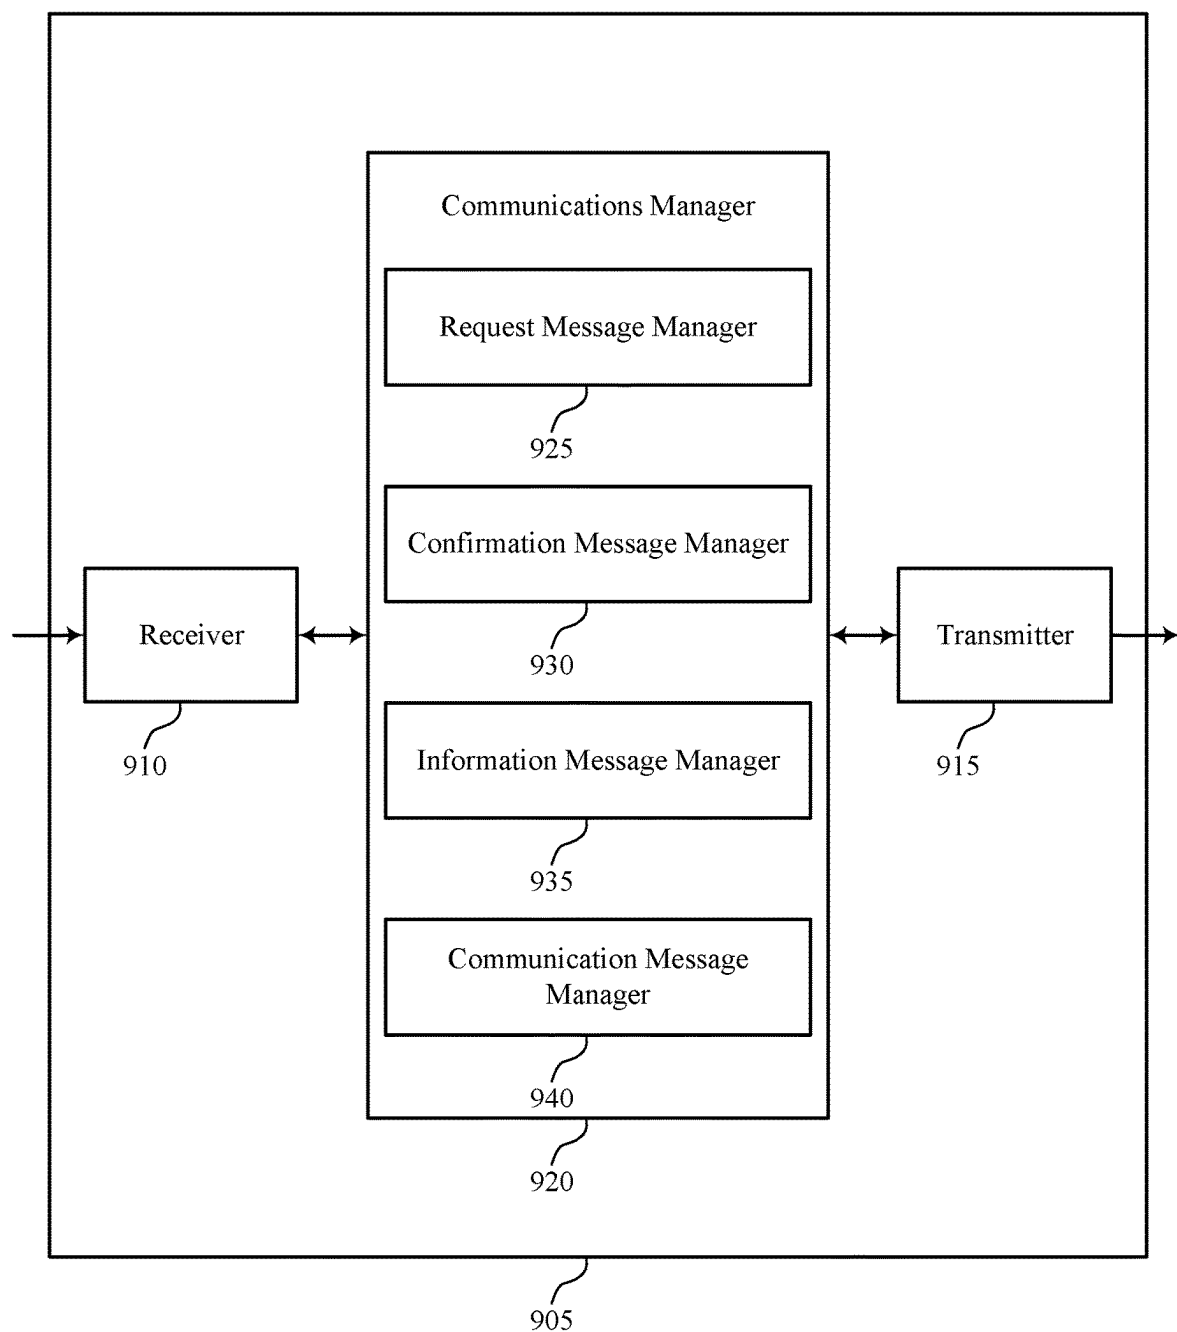 Communications Manager
Request Message Manager
925
Confirmation Message Manager
930
Receiver
910
Transmitter
915
Information Message Manager
935
Communication Message
Manager
940
920
905